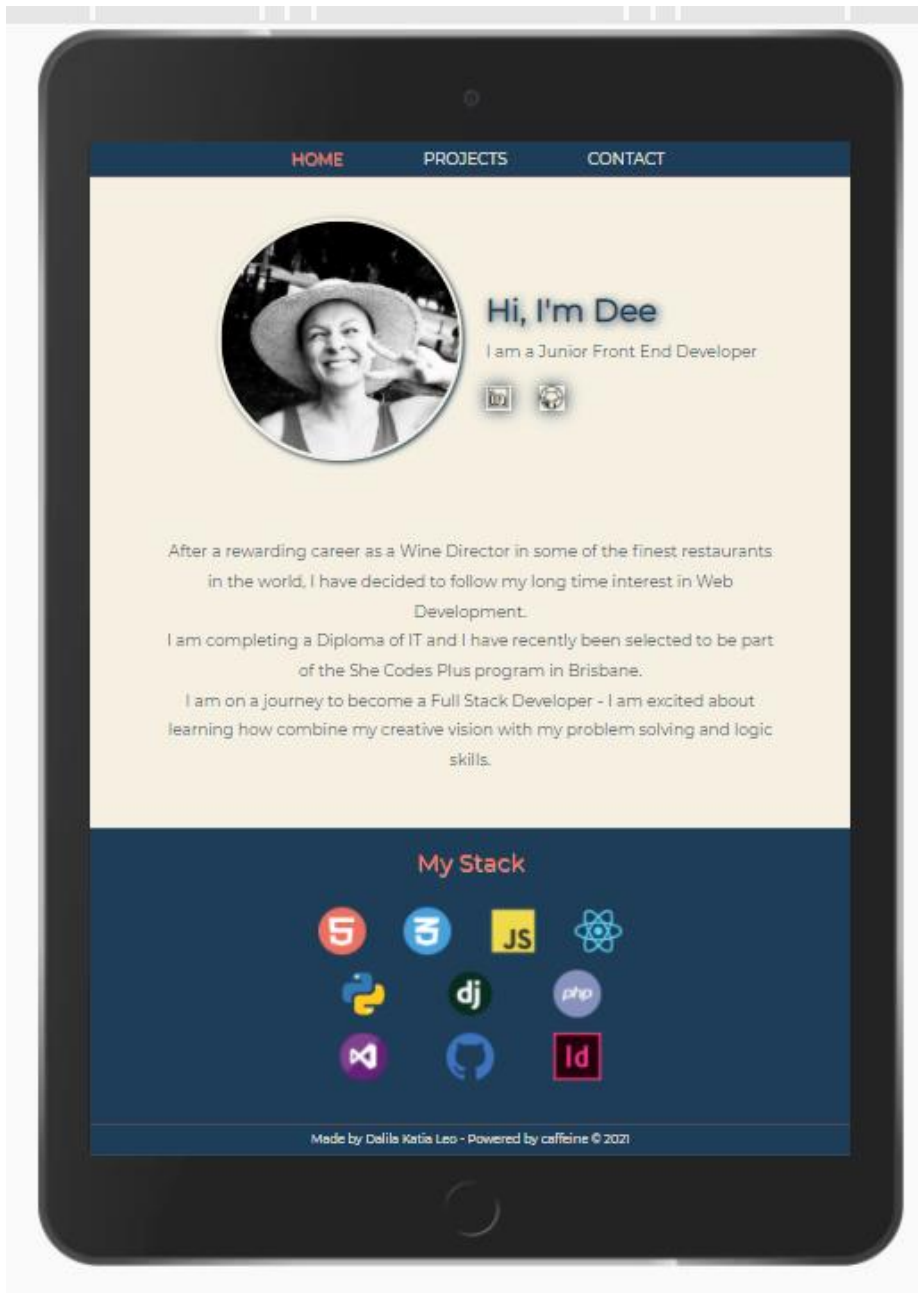 HOME PROJECTS CONTACT
Hi, I'm Dee
I am a Junior Front End Developer
After a rewarding career as a Wine Director in some of the finest restaurants
in the world, I have decided to follow my long time interest in Web
Development.
I am completing a Diploma of IT and I have recently been selected to be part
of the She Codes Plus program in Brisbane.
I am on a journey to become a Full Stack Developer - I am excited about
learning how combine my creative vision with my problem solving and logic
skills.
My Stack
5 3 JS
dj php
Id
Made by Dalila Katia Leo - Powered by caffeine © 2021